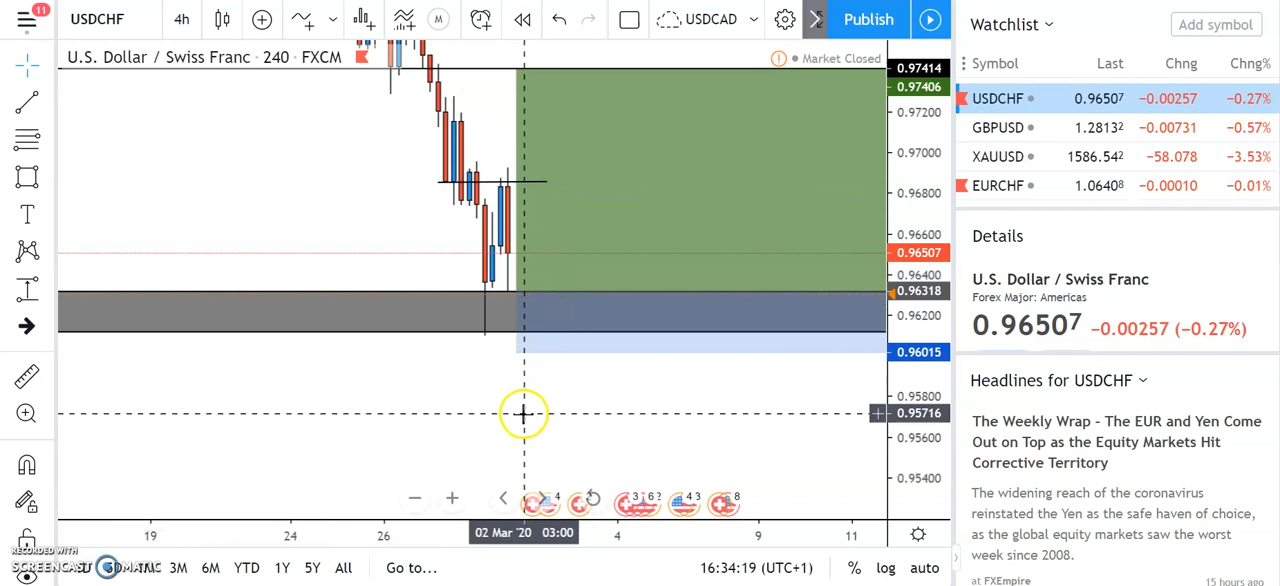 11
USDCHF
4h
M
USDCAD
Publish
U.S. Dollar / Swiss Franc · 240 · FXCM
Market Closed
0.97414
0.97406
0.97200
0.97000
0.96800
0.96600
0.96507
0.96400
0.96318
0.96200
0.96015
0.95800
0.95716
0.95600
0.95400
4
3
6
4 3
8
19
24
26
02 Mar '20 03:00
4
9
11
RECORDED WITH
SCREENCAST MATIC
3M
6M
YTD
1Y
5Y
All
Go to...
16:34:19 (UTC+1)
%
log
auto
Watchlist
Add symbol
Symbol
Last
Chng
Chng%
USDCHF
0.96507
−0.00257
−0.27%
GBPUSD
1.28132
−0.00731
−0.57%
XAUUSD
1586.542
−58.078
−3.53%
EURCHF
1.06408
−0.00010
−0.01%
Details
U.S. Dollar / Swiss Franc
Forex Major: Americas
0.96507 −0.00257 (−0.27%)
Headlines for USDCHF
The Weekly Wrap - The EUR and Yen Come
Out on Top as the Equity Markets Hit
Corrective Territory
The widening reach of the coronavirus
reinstated the Yen as the safe haven of choice,
as the global equity markets saw the worst
week since 2008.
at FXEmpire
15 hours ago